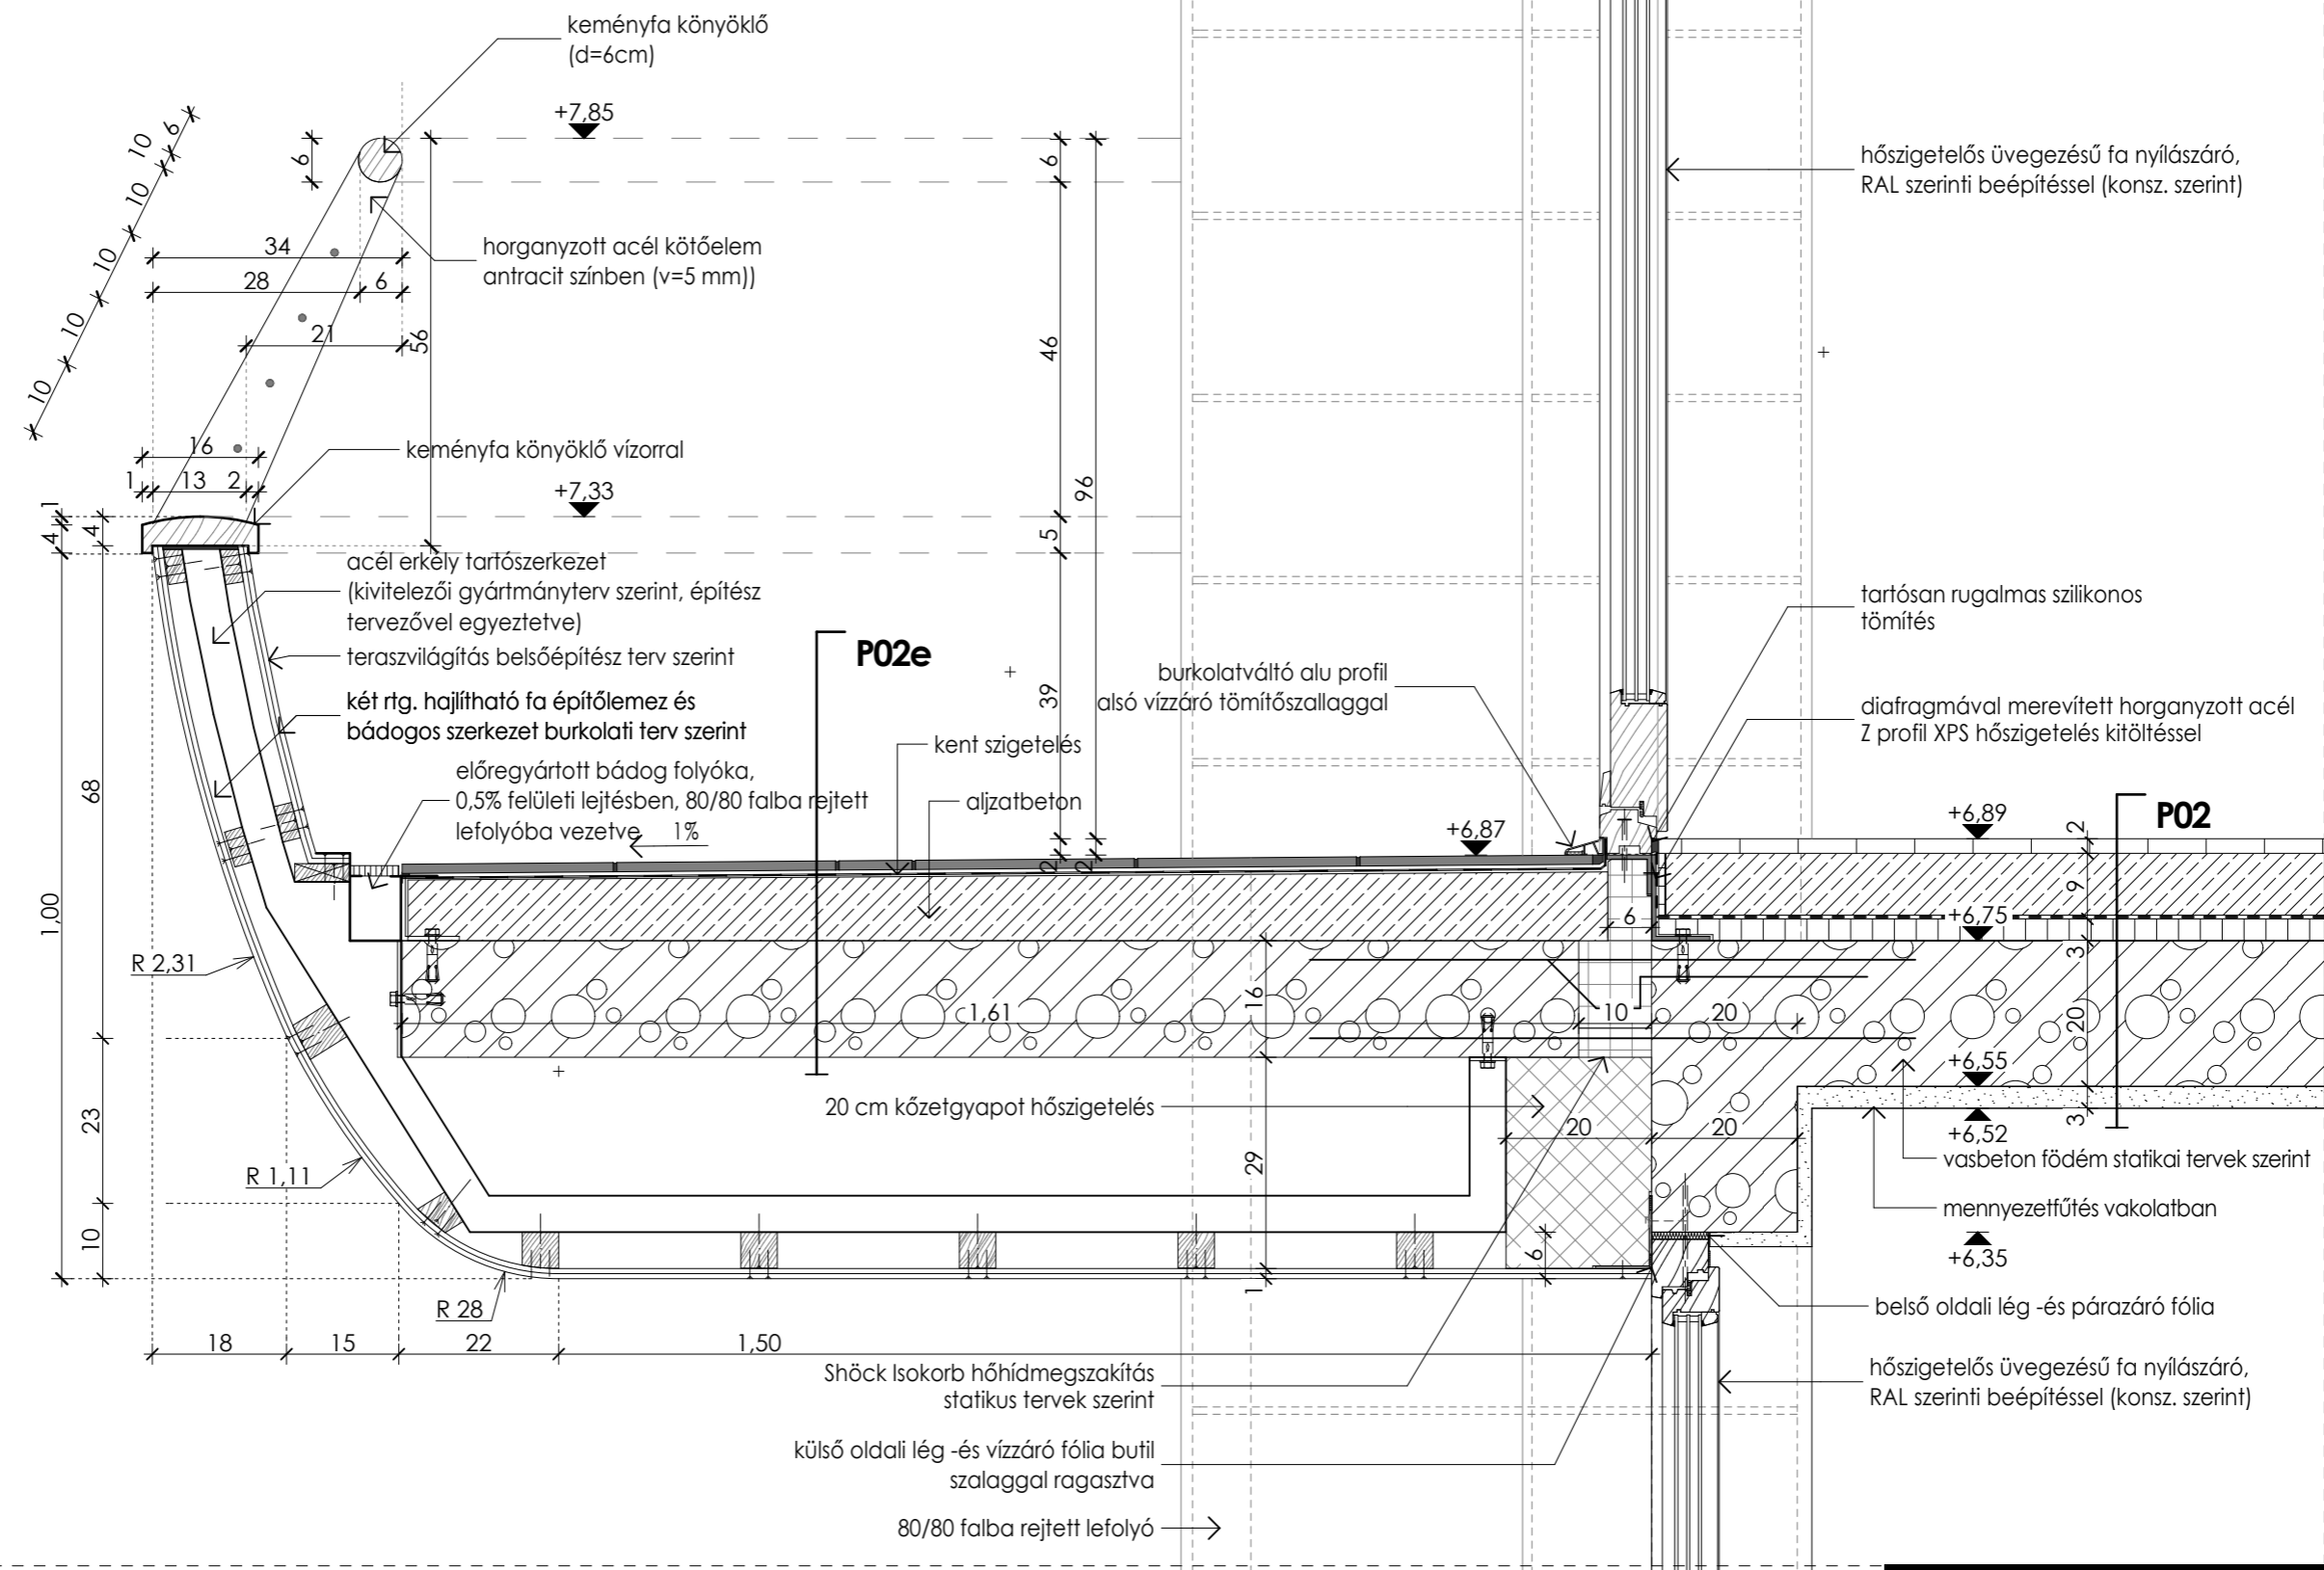 keményfa könyöklő
(d=6cm)
+7,85
6
10
10
10
10
10
6
6
hőszigetelős üvegezésű fa nyílászáró,
RAL szerinti beépítéssel (konsz. szerint)
34
horganyzott acél kötőelem
antracit színben (v=5 mm))
28
6
21
56
46
96
16
keményfa könyöklő vízorral
1
13
2
+7,33
1
4
4
5
acél erkély tartószerkezet
(kivitelezői gyártmányterv szerint, építész
tervezővel egyeztetve)
teraszvilágítás belsőépítész terv szerint
P02e
két rtg. hajlítható fa építőlemez és
bádogos szerkezet burkolati terv szerint
39
burkolatváltó alu profil
alsó vízzáró tömítőszallaggal
tartósan rugalmas szilikonos
tömítés
diafragmával merevített horganyzott acél
Z profil XPS hőszigetelés kitöltéssel
kent szigetelés
előregyártott bádog folyóka,
0,5% felületi lejtésben, 80/80 falba rejtett
lefolyóba vezetve
1%
aljzatbeton
68
+6,87
+6,89
2
P02
2
2
1,00
9
6
+6,75
3
R 2,31
16
1,61
10
20
20
+6,55
23
20 cm kőzetgyapot hőszigetelés
20
20
3
+6,52
vasbeton födém statikai tervek szerint
R 1,11
29
mennyezetfűtés vakolatban
10
6
+6,35
1
R 28
belső oldali lég -és párazáró fólia
18
15
22
1,50
Shöck Isokorb hőhídmegszakítás
statikus tervek szerint
hőszigetelős üvegezésű fa nyílászáró,
RAL szerinti beépítéssel (konsz. szerint)
külső oldali lég -és vízzáró fólia butil
szalaggal ragasztva
80/80 falba rejtett lefolyó